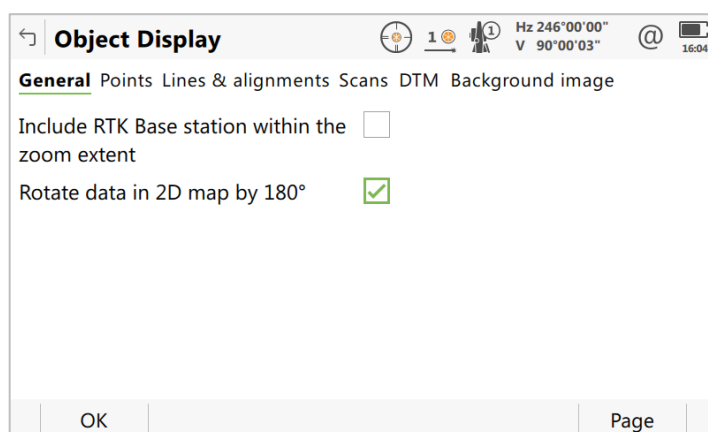 Object Display
1
1
Hz 246°00'00"
V 90°00'03"
@
16:04
General Points Lines & alignments Scans DTM Background image
Include RTK Base station within the
zoom extent
Rotate data in 2D map by 180°
OK
Page